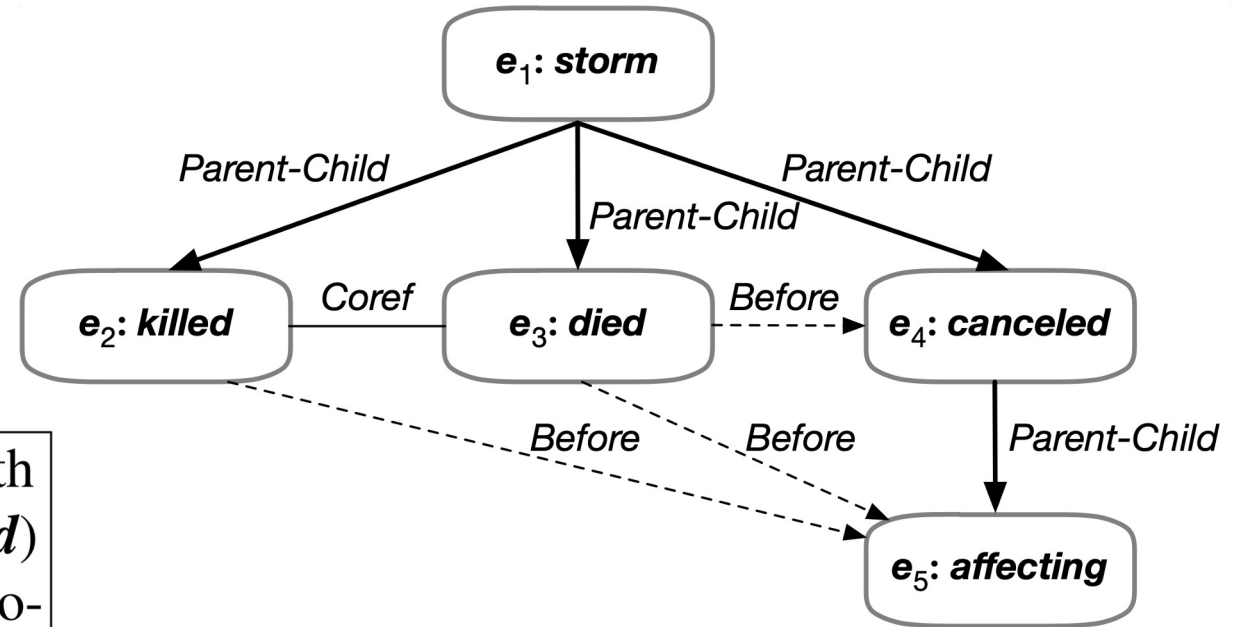 e₁: storm
Parent-Child
Parent-Child
Parent-Child
e₂: killed
Coref
e₃: died
Before
e₄: canceled
Before
Before
Parent-Child
e₅: affecting
d)